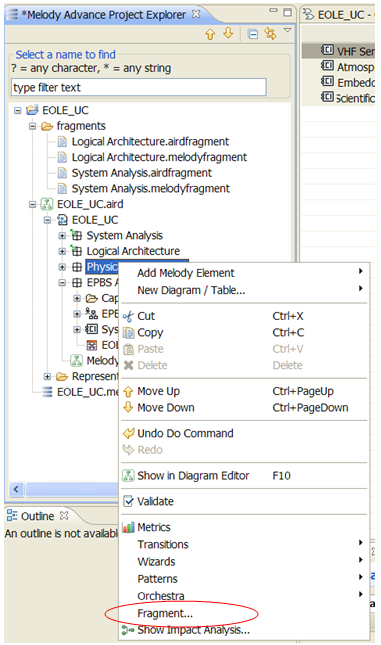 *Melody Advance Project Explorer
EOLE_UC -
Select a name to find
? = any character, * = any string
type filter text
VHF Ser
Atmosp
Embedd
Scientific
EOLE_UC
fragments
Logical Architecture.airdfragment
Logical Architecture.melodyfragment
System Analysis.airdfragment
System Analysis.melodyfragment
EOLE_UC.aird
EOLE_UC
System Analysis
Logical Architecture
Physic
EPBS A
Cap
EPB
Sys
EOL
Melody
Represent
EOLE_UC.me
Add Melody Element
New Diagram / Table...
Cut Ctrl+X
Copy Ctrl+C
Paste Ctrl+V
Delete Delete
Move Up Ctrl+PageUp
Move Down Ctrl+PageDown
Undo Do Command
Redo
Show in Diagram Editor F10
Validate
Metrics
Transitions
Wizards
Patterns
Orchestra
Fragment...
Show Impact Analysis...
Outline
An outline is not availab